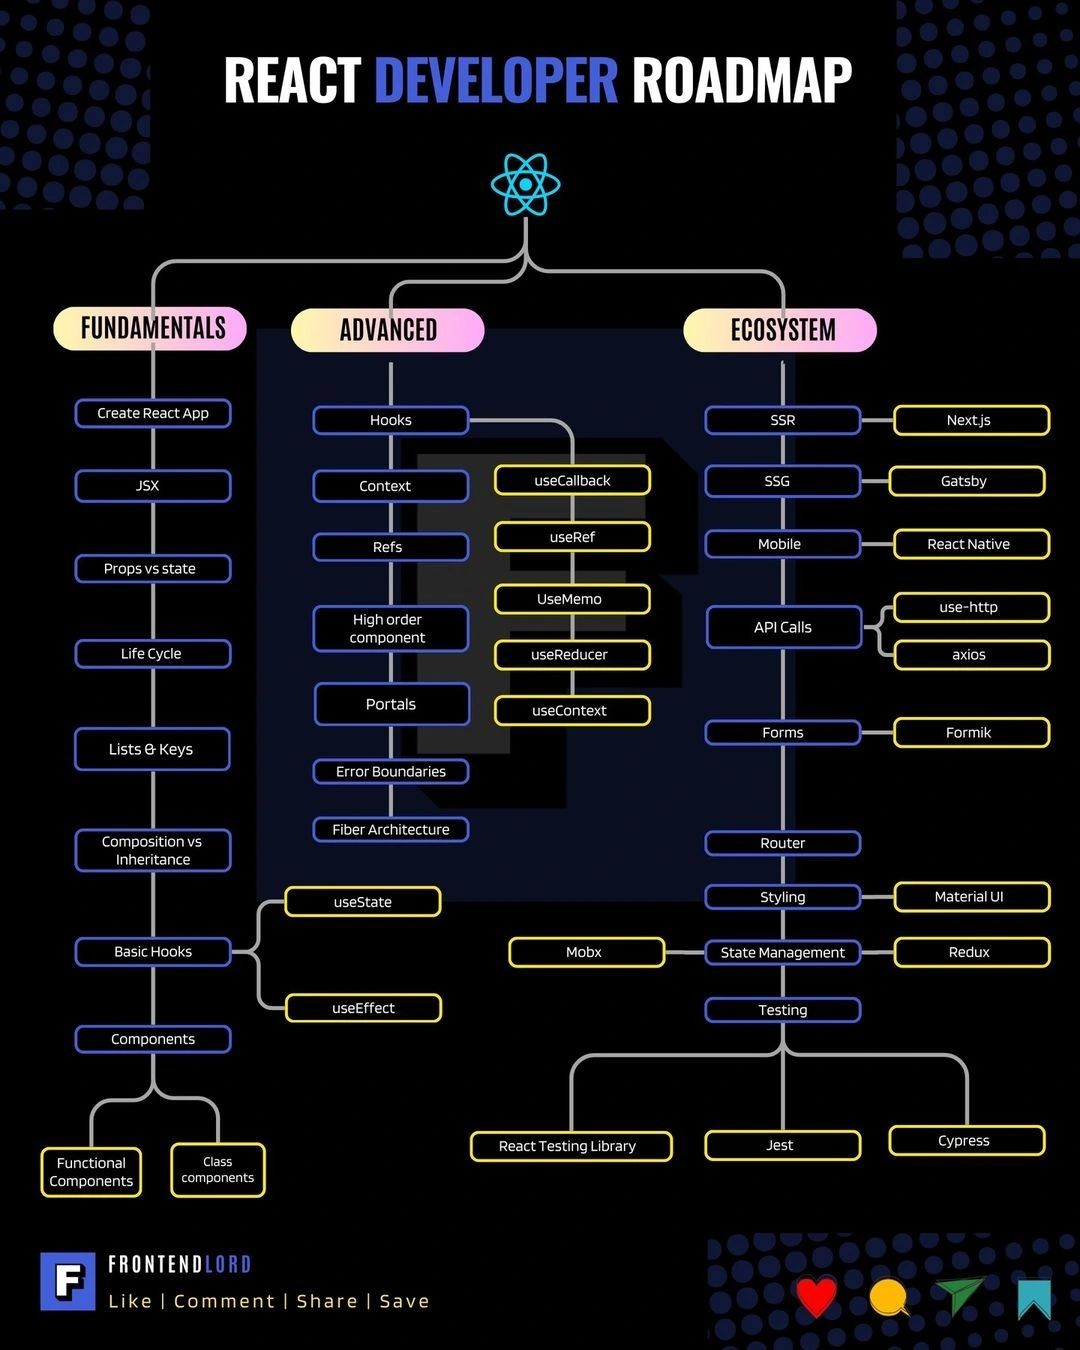 REACT DEVELOPER ROADMAP
FUNDAMENTALS
Create React App
JSX
Props vs state
Life Cycle
Lists & Keys
Composition vs
Inheritance
Basic Hooks
useState
useEffect
Components
Functional
Components
Class
components
ADVANCED
Hooks
Context
Refs
High order
component
Portals
Error Boundaries
Fiber Architecture
useCallback
useRef
UseMemo
useReducer
useContext
ECOSYSTEM
SSR
Next.js
SSG
Gatsby
Mobile
React Native
API Calls
use-http
axios
Forms
Formik
Router
Styling
Material UI
Mobx
State Management
Redux
Testing
React Testing Library
Jest
Cypress
F
FRONTENDLORD
Like | Comment | Share | Save